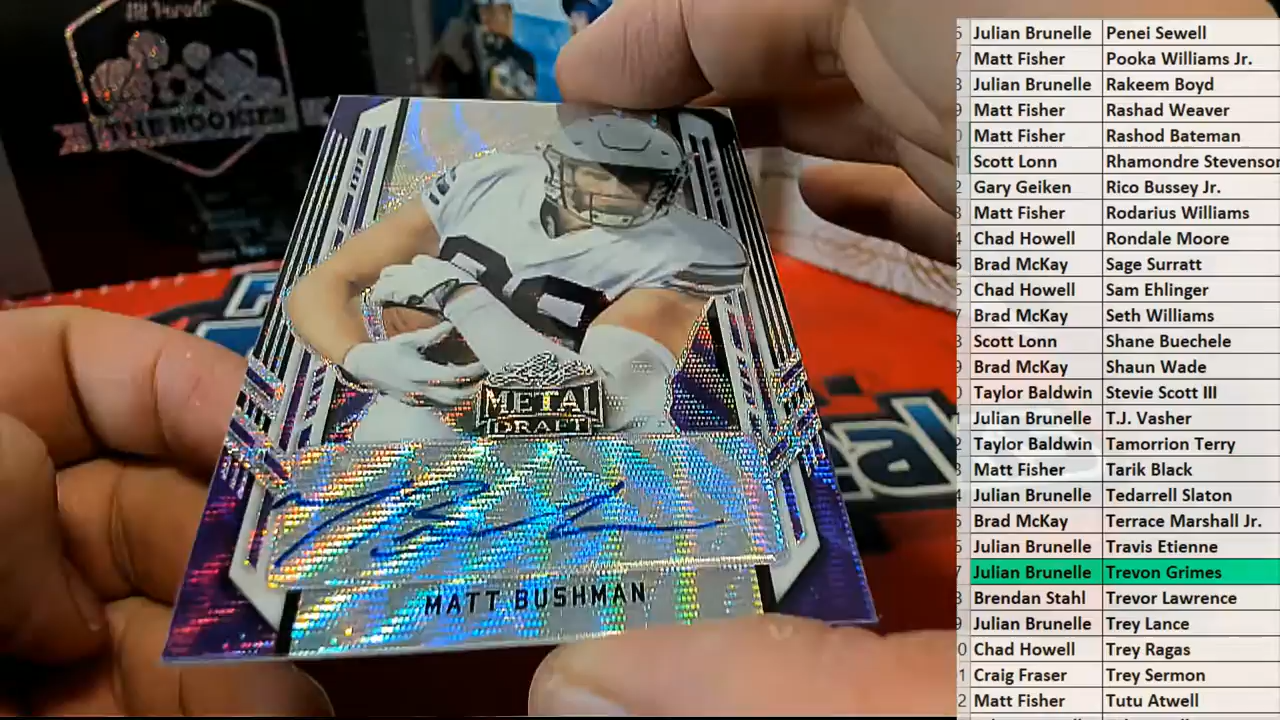 THE ROOKIES
89
METAL
DRAFT
MATT BUSHMAN
Julian Brunelle Penei Sewell
Matt Fisher Pooka Williams Jr.
Julian Brunelle Rakeem Boyd
Matt Fisher Rashad Weaver
Matt Fisher Rashod Bateman
Scott Lonn Rhamondre Stevenson
Gary Geiken Rico Bussey Jr.
Matt Fisher Rodarius Williams
Chad Howell Rondale Moore
Brad McKay Sage Surratt
Chad Howell Sam Ehlinger
Brad McKay Seth Williams
Scott Lonn Shane Buechele
Brad McKay Shaun Wade
Taylor Baldwin Stevie Scott III
Julian Brunelle T.J. Vasher
Taylor Baldwin Tamorrion Terry
Matt Fisher Tarik Black
Julian Brunelle Tedarrell Slaton
Brad McKay Terrace Marshall Jr.
Julian Brunelle Travis Etienne
Julian Brunelle Trevon Grimes
Brendan Stahl Trevor Lawrence
Julian Brunelle Trey Lance
Chad Howell Trey Ragas
Craig Fraser Trey Sermon
Matt Fisher Tutu Atwell